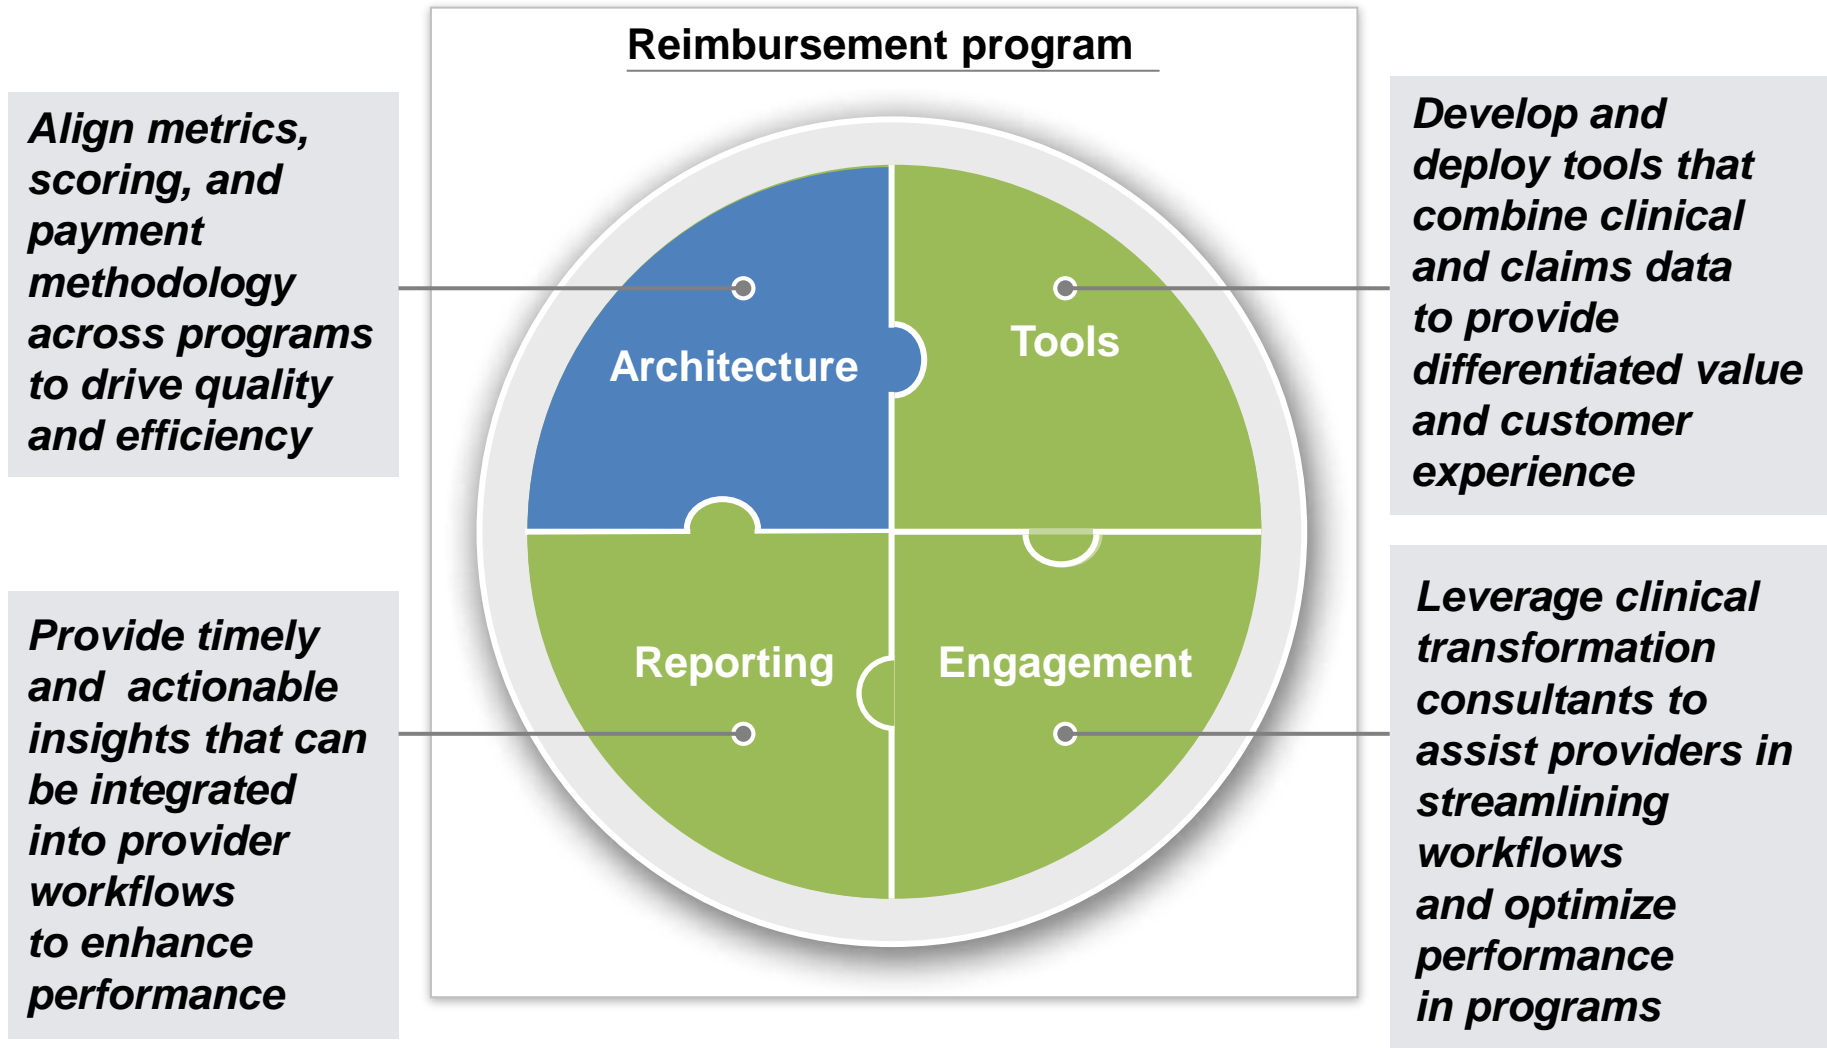 Reimbursement program
Align metrics,
scoring, and
payment
methodology
across programs
to drive quality
and efficiency
Architecture
Tools
Develop and
deploy tools that
combine clinical
and claims data
to provide
differentiated value
and customer
experience
Provide timely
and  actionable
insights that can
be integrated
into provider
workflows
to enhance
performance
Reporting
Engagement
Leverage clinical
transformation
consultants to
assist providers in
streamlining
workflows
and optimize
performance
in programs